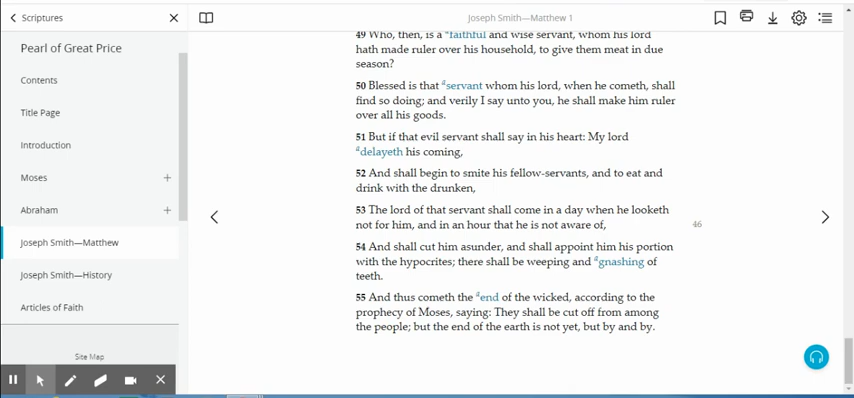 Scriptures
Joseph Smith—Matthew 1
Pearl of Great Price
Contents
Title Page
Introduction
Moses
Abraham
Joseph Smith—Matthew
Joseph Smith—History
Articles of Faith
Site Map
49 Who, then, is a ᵃfaithful and wise servant, whom his lord
hath made ruler over his household, to give them meat in due
season?
50 Blessed is that ᵃservant whom his lord, when he cometh, shall
find so doing; and verily I say unto you, he shall make him ruler
over all his goods.
51 But if that evil servant shall say in his heart: My lord
ᵃdelayeth his coming,
52 And shall begin to smite his fellow-servants, and to eat and
drink with the drunken,
53 The lord of that servant shall come in a day when he looketh
not for him, and in an hour that he is not aware of,
46
54 And shall cut him asunder, and shall appoint him his portion
with the hypocrites; there shall be weeping and ᵃgnashing of
teeth.
55 And thus cometh the ᵃend of the wicked, according to the
prophecy of Moses, saying: They shall be cut off from among
the people; but the end of the earth is not yet, but by and by.